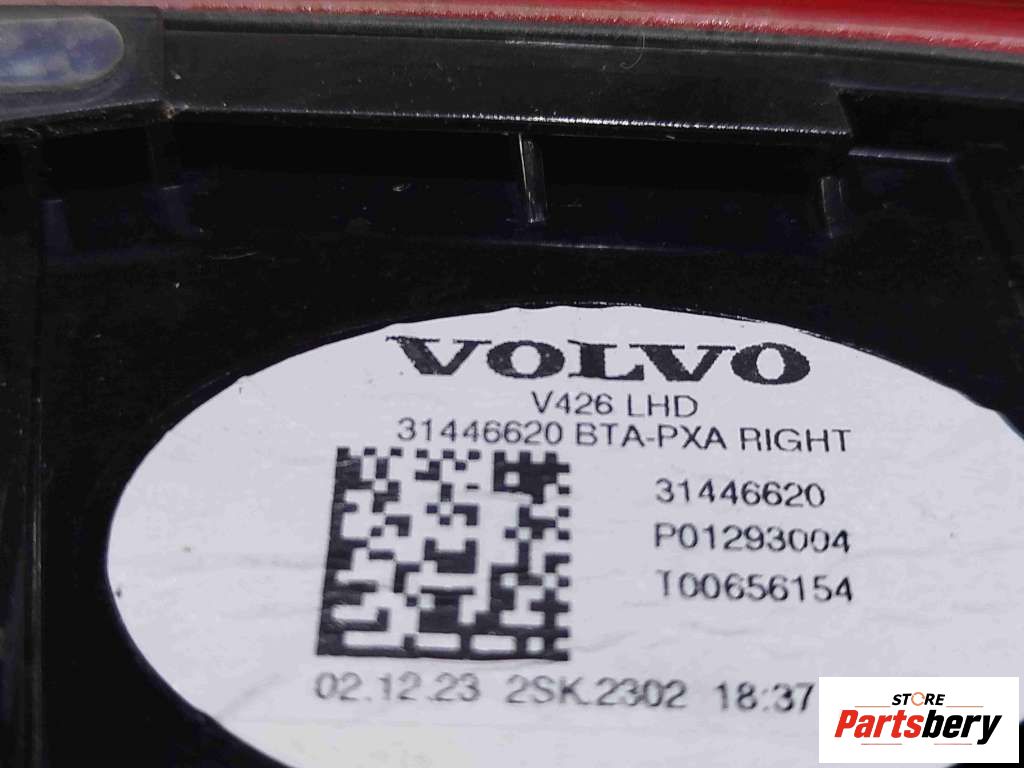 VOLVO
V426 LHD
31446620 BTA-PXA RIGHT
31446620
P01293004
T00656154
02.12.23 2SK.2302 18:37
STORE
Partsbery